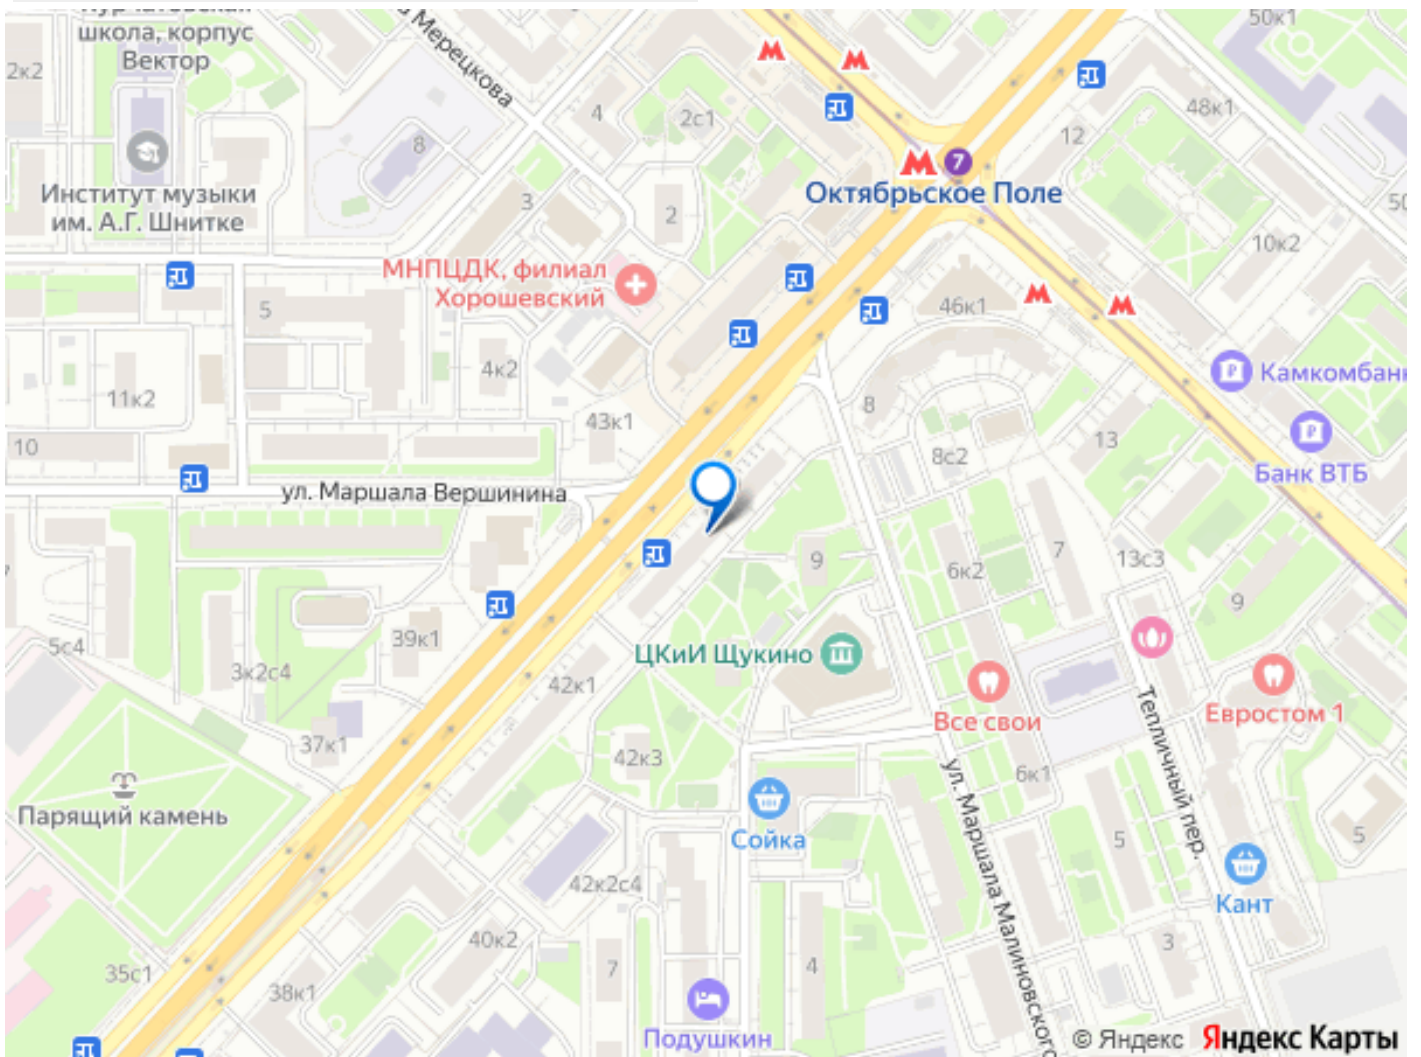 школа, корпус
Вектор
Мерецкова
50к1
2к2
48к1
4
2с1
12
8
7
Октябрьское Поле
Институт музыки
им. А.Г. Шнитке
3
2
10к2
МНПЦДК, филиал
Хорошевский
5
46к1
4к2
Камкомбанк
11к2
8
43к1
13
10
8с2
Банк ВТБ
ул. Маршала Вершинина
9
6к2
7
13с3
9
5с4
39к1
ЦКиИ Щукино
3к2с4
42к1
Все свои
Евростом 1
37к1
42к3
6к1
Тепличный пер.
ул. Маршала Малиновского
Парящий камень
Сойка
5
5
42к2с4
Кант
40к2
3
35с1
7
4
38к1
Подушкин
© Яндекс Яндекс Карты